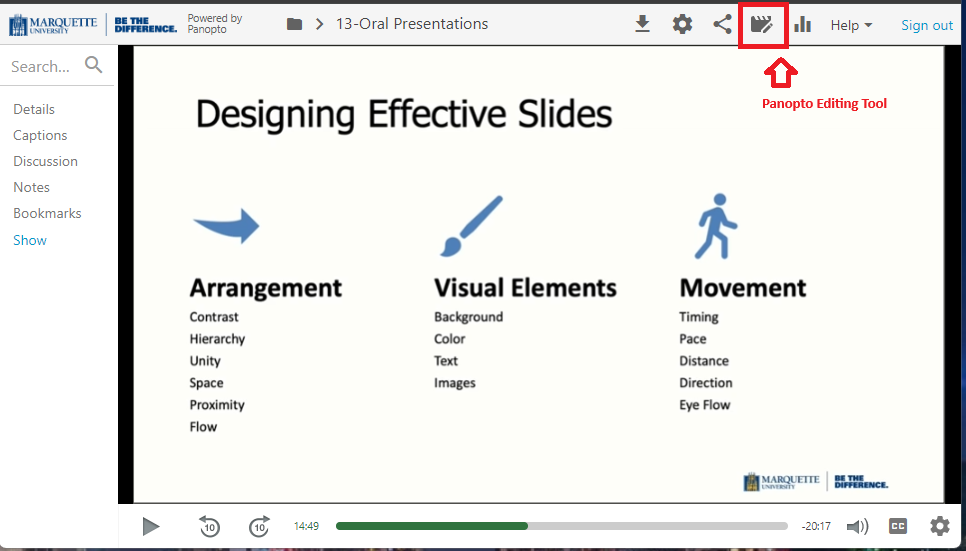 MARQUETTE
UNIVERSITY
BE THE
DIFFERENCE.
Powered by
Panopto
13-Oral Presentations
Help
Sign out
Panopto Editing Tool
Search...
Details
Captions
Discussion
Notes
Bookmarks
Show
Designing Effective Slides
Arrangement
Contrast
Hierarchy
Unity
Space
Proximity
Flow
Visual Elements
Background
Color
Text
Images
Movement
Timing
Pace
Distance
Direction
Eye Flow
MARQUETTE
UNIVERSITY
BE THE
DIFFERENCE.
10
10
14:49
-20:17
CC